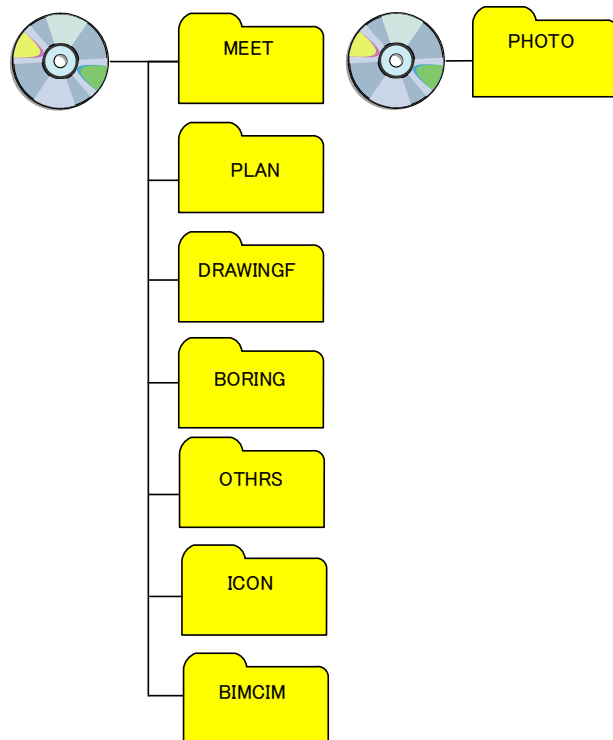 MEET
PHOTO
PLAN
DRAWINGF
BORING
OTHRS
ICON
BIMCIM